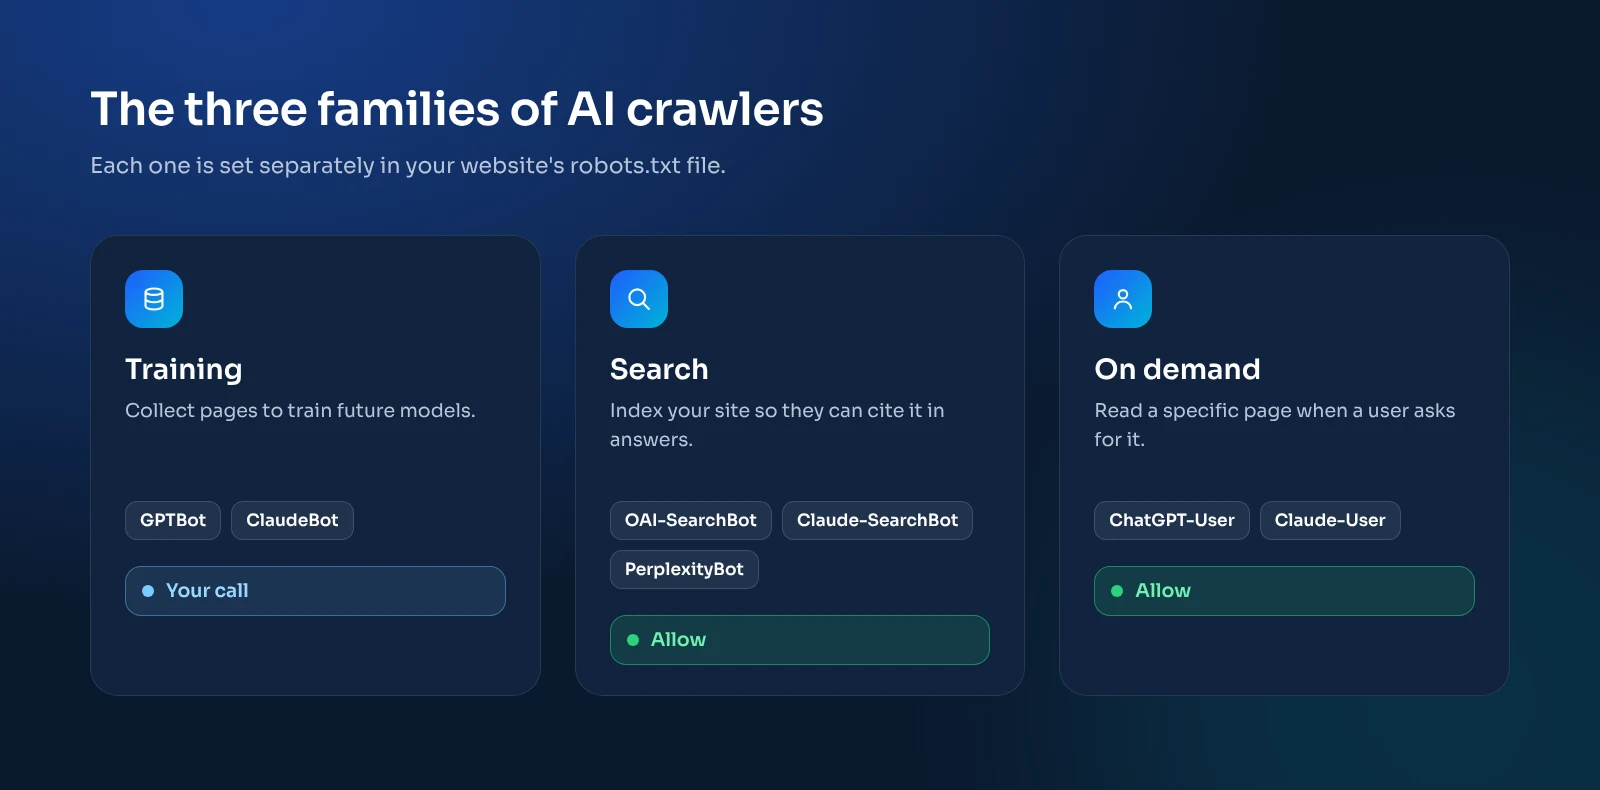 The three families of AI crawlers
Each one is set separately in your website's robots.txt file.
Training
Collect pages to train future models.
GPTBot
ClaudeBot
Your call
Search
Index your site so they can cite it in
answers.
OAI-SearchBot
Claude-SearchBot
PerplexityBot
Allow
On demand
Read a specific page when a user asks
for it.
ChatGPT-User
Claude-User
Allow